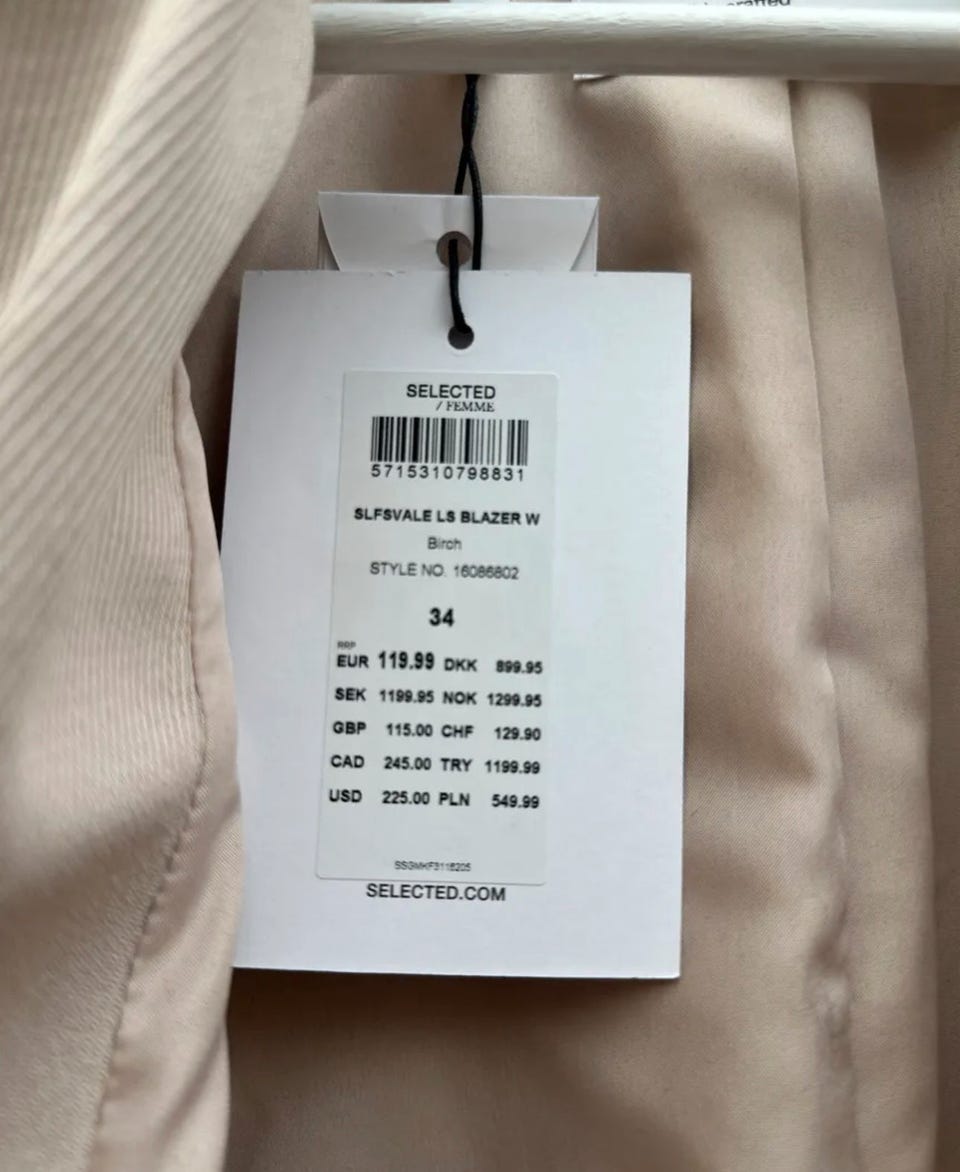 SELECTED
/ FEMME
5715310798831
SLFSVALE LS BLAZER W
Birch
STYLE NO. 16086802
34
RRP
EUR 119.99 DKK 899.95
SEK 1199.95 NOK 1299.95
GBP 115.00 CHF 129.90
CAD 245.00 TRY 1199.99
USD 225.00 PLN 549.99
SELECTED.COM